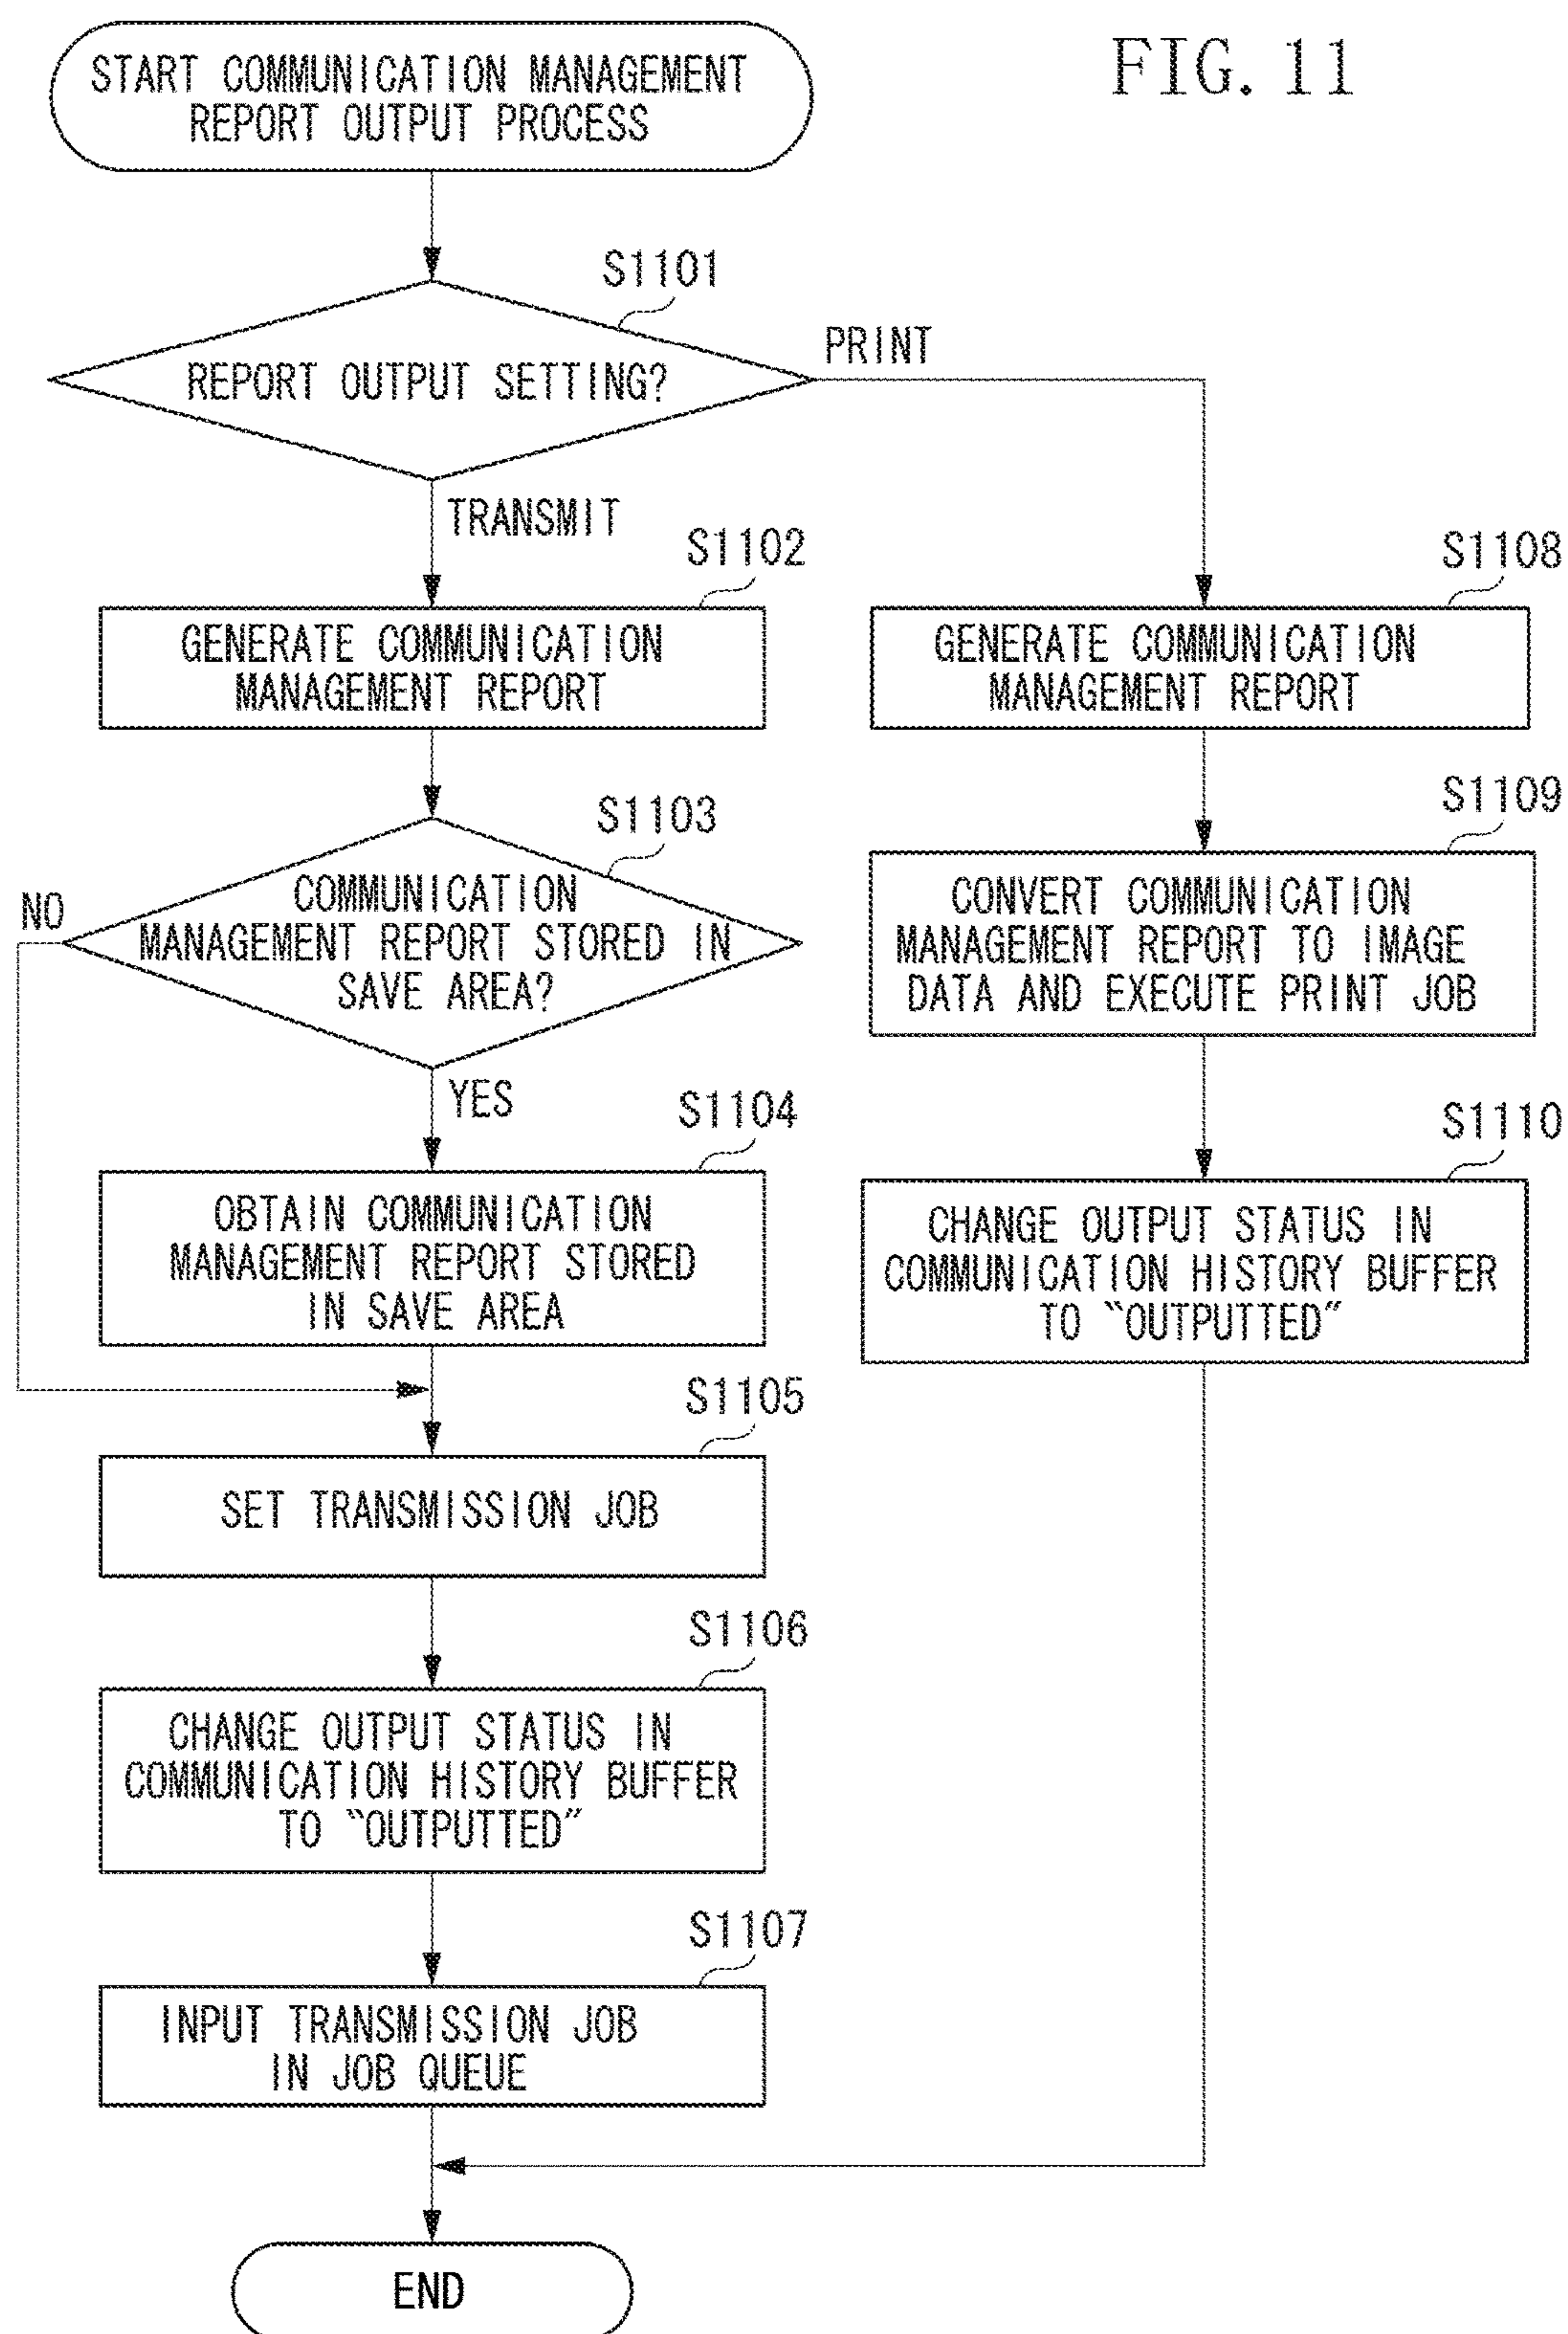 FIG. 11
START COMMUNICATION MANAGEMENT
REPORT OUTPUT PROCESS
S1101
REPORT OUTPUT SETTING?
PRINT
TRANSMIT
S1102
GENERATE COMMUNICATION
MANAGEMENT REPORT
S1103
COMMUNICATION
MANAGEMENT REPORT STORED IN
SAVE AREA?
NO
YES
S1104
OBTAIN COMMUNICATION
MANAGEMENT REPORT STORED
IN SAVE AREA
S1105
SET TRANSMISSION JOB
S1106
CHANGE OUTPUT STATUS IN
COMMUNICATION HISTORY BUFFER
TO “OUTPUTTED”
S1107
INPUT TRANSMISSION JOB
IN JOB QUEUE
S1108
GENERATE COMMUNICATION
MANAGEMENT REPORT
S1109
CONVERT COMMUNICATION
MANAGEMENT REPORT TO IMAGE
DATA AND EXECUTE PRINT JOB
S1110
CHANGE OUTPUT STATUS IN
COMMUNICATION HISTORY BUFFER
TO “OUTPUTTED”
END